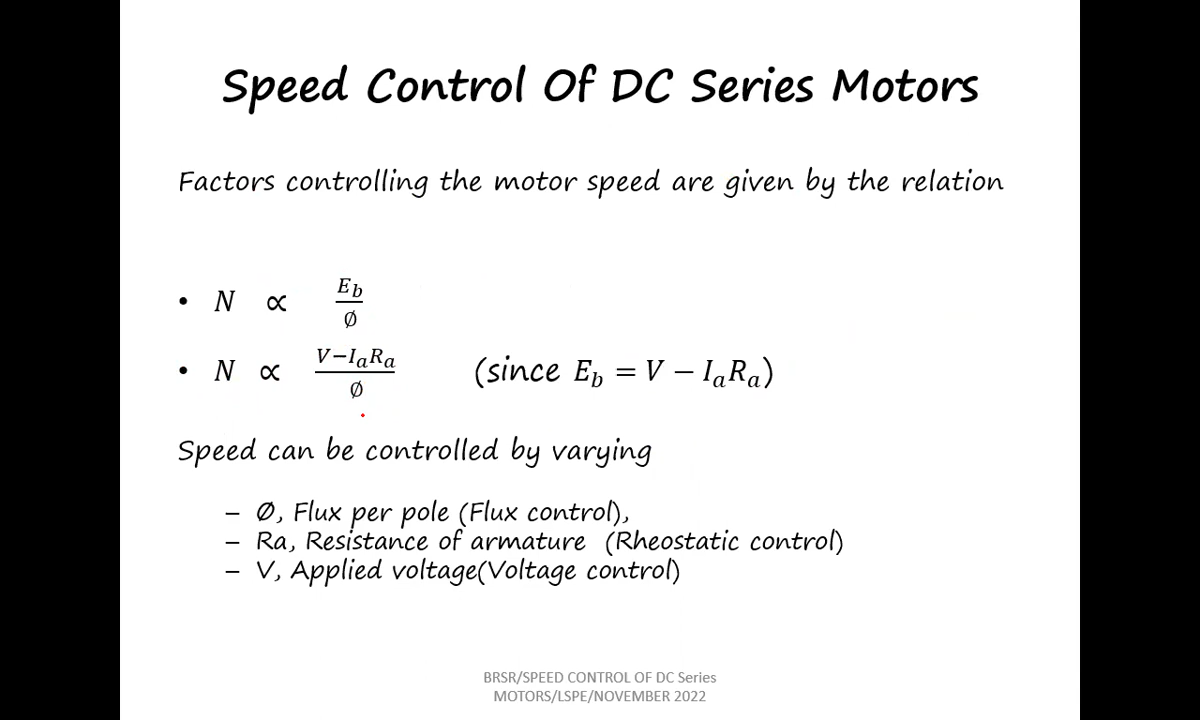 Speed Control Of DC Series Motors
Factors controlling the motor speed are given by the relation
• N ∝ E_b/Ø
• N ∝ (V−I_aR_a)/Ø (since E_b = V − I_aR_a)
Speed can be controlled by varying
– Ø, Flux per pole (Flux control),
– Ra, Resistance of armature (Rheostatic control)
– V, Applied voltage(Voltage control)
BRSR/SPEED CONTROL OF DC Series
MOTORS/LSPE/NOVEMBER 2022